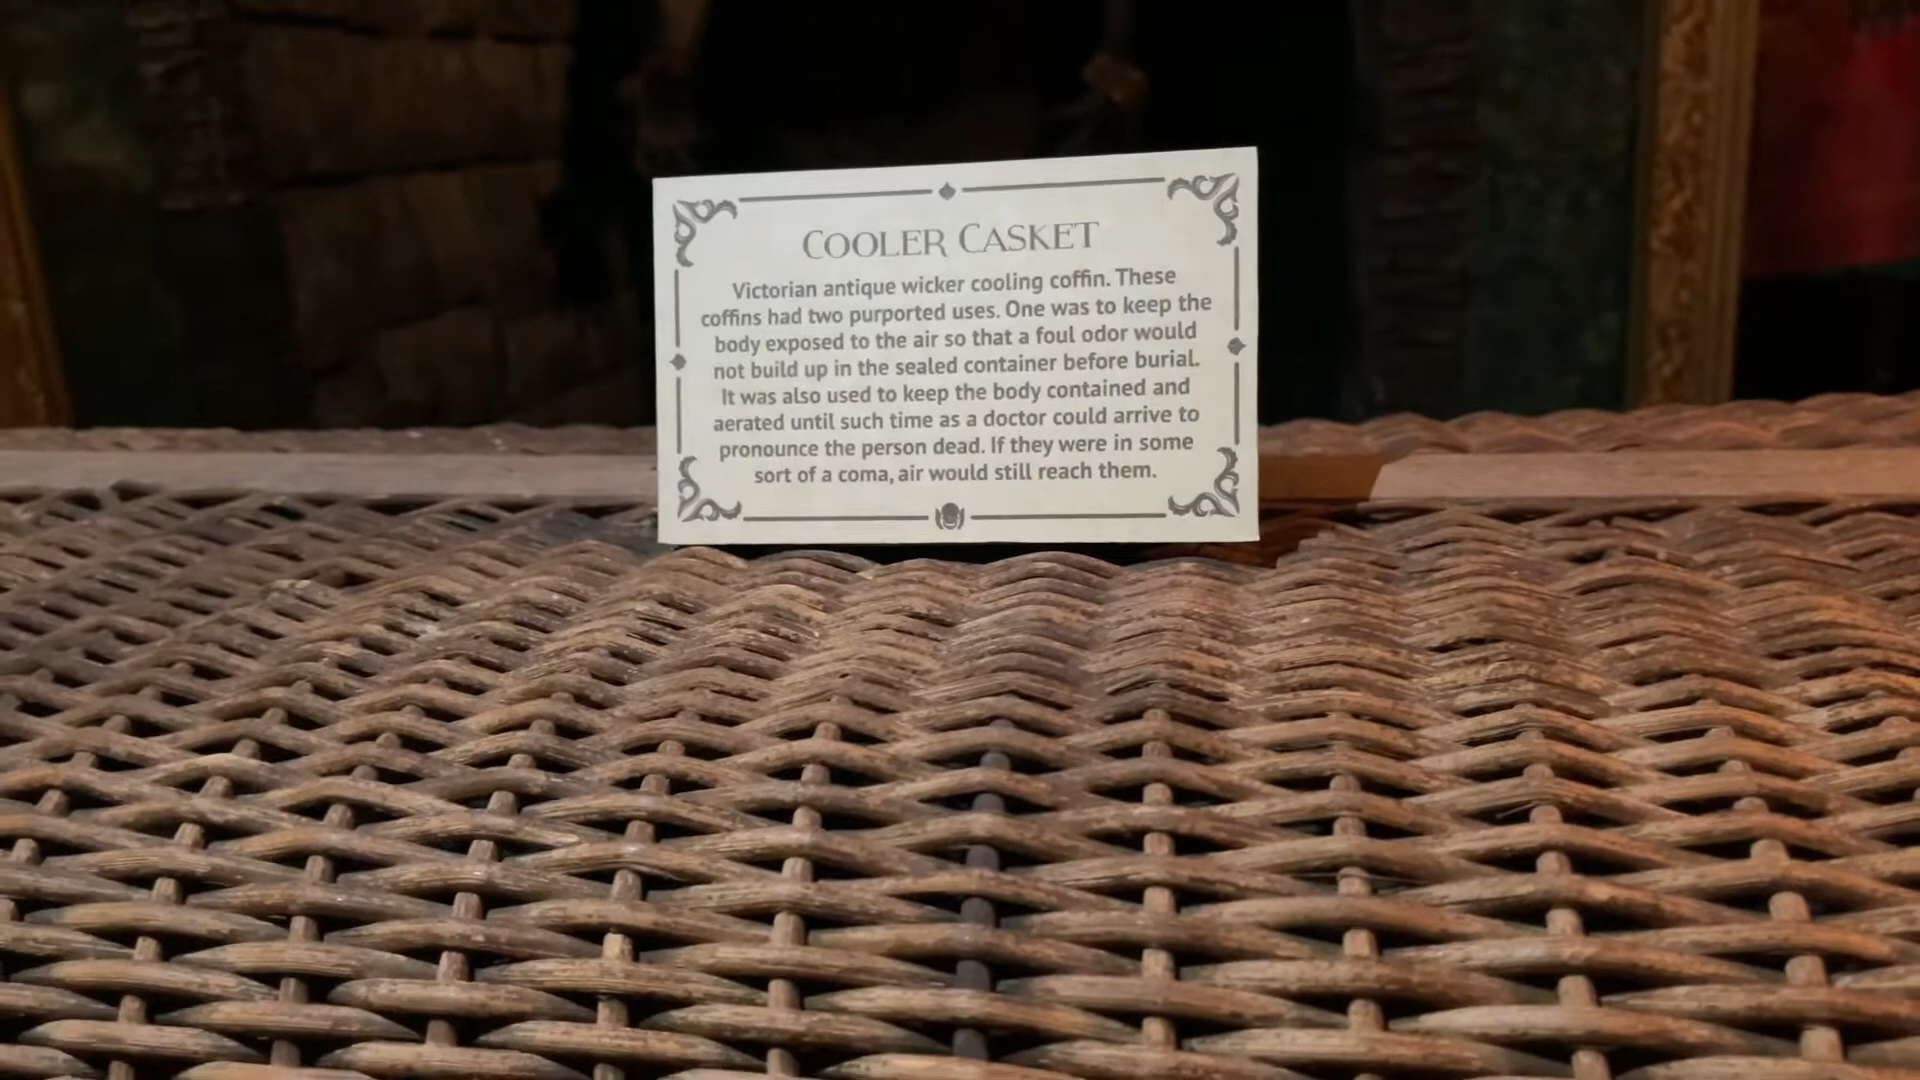 COOLER CASKET
Victorian antique wicker cooling coffin. These
coffins had two purported uses. One was to keep the
body exposed to the air so that a foul odor would
not build up in the sealed container before burial.
It was also used to keep the body contained and
aerated until such time as a doctor could arrive to
pronounce the person dead. If they were in some
sort of a coma, air would still reach them.